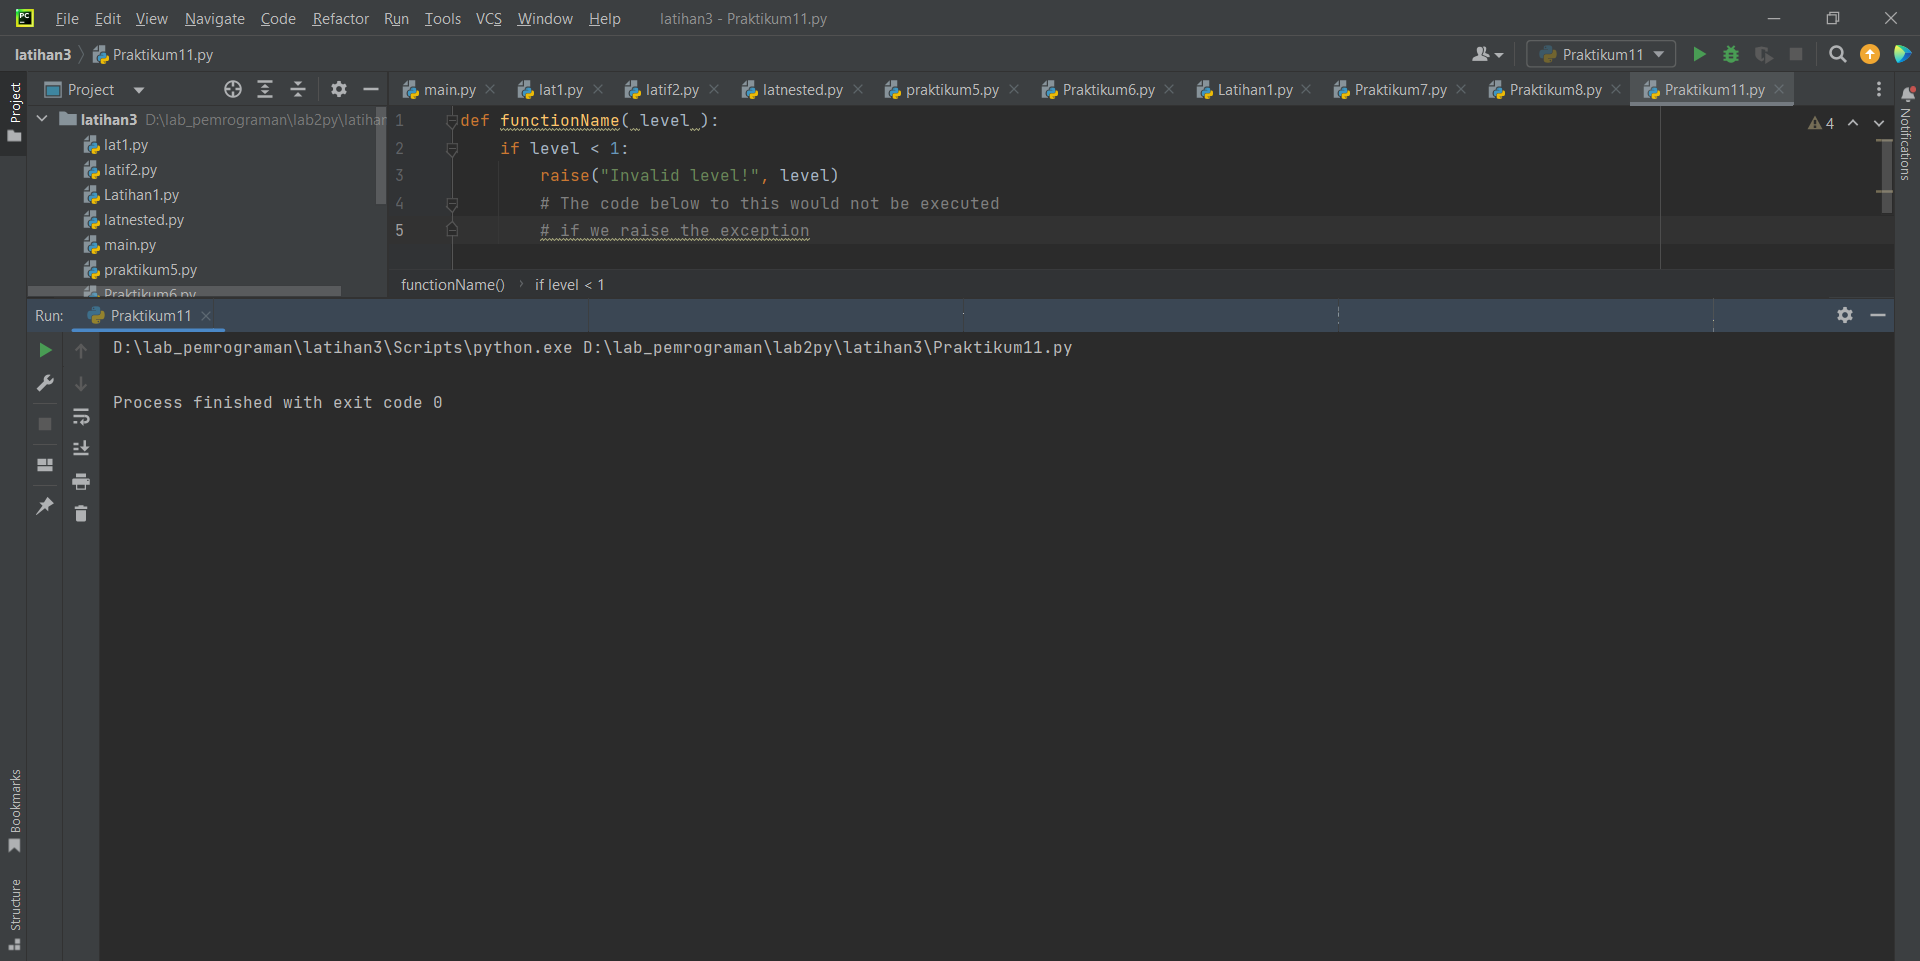 PC
File Edit View Navigate Code Refactor Run Tools VCS Window Help latihan3 - Praktikum11.py
latihan3 Praktikum11.py Praktikum11
Project
Project
main.py lat1.py latif2.py latnested.py praktikum5.py Praktikum6.py Latihan1.py Praktikum7.py Praktikum8.py Praktikum11.py
Notifications
latihan3 D:\lab_pemrograman\lab2py\latihan
lat1.py
latif2.py
Latihan1.py
latnested.py
main.py
praktikum5.py
Praktikum6.py
1 def functionName( level ):
2 if level < 1:
3 raise("Invalid level!", level)
4 # The code below to this would not be executed
5 # if we raise the exception
4
functionName() if level < 1
Run: Praktikum11
D:\lab_pemrograman\latihan3\Scripts\python.exe D:\lab_pemrograman\lab2py\latihan3\Praktikum11.py
Process finished with exit code 0
Bookmarks
Structure